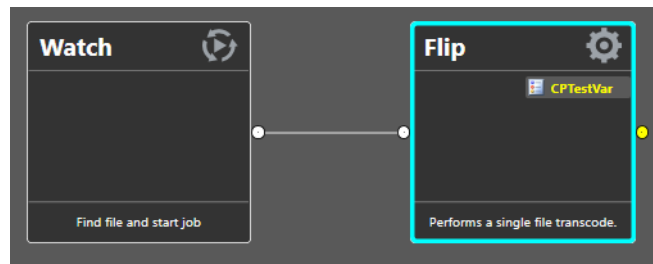 Watch
Find file and start job
Flip
CPTestVar
Performs a single file transcode.